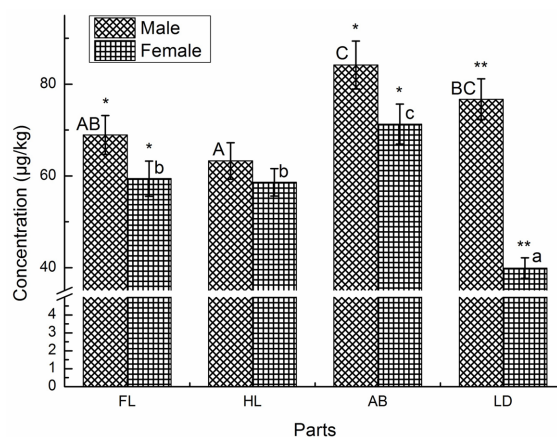 Male
Female
Concentration (µg/kg)
80
60
40
4
3
2
1
0
AB
*
*
b
A
b
C
*
*
c
BC
**
**
a
FL
HL
AB
LD
Parts